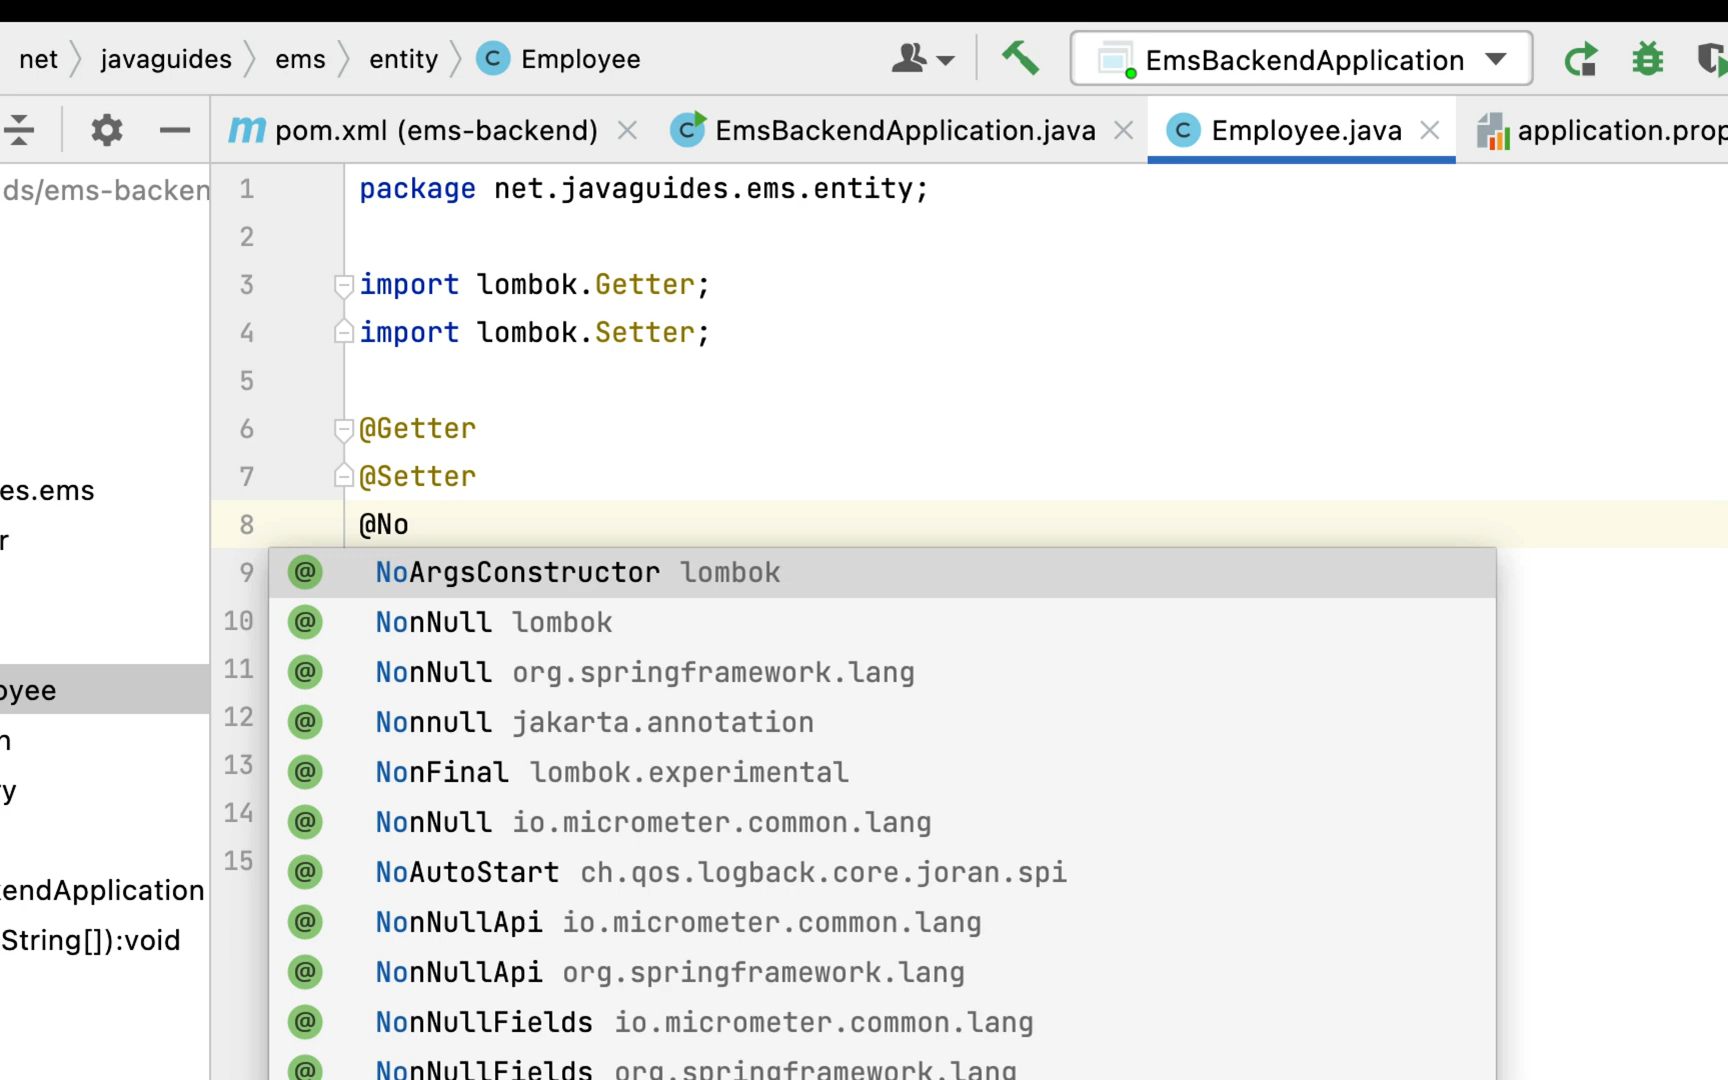 net javaguides ems entity C Employee EmsBackendApplication
m pom.xml (ems-backend) C EmsBackendApplication.java C Employee.java application.prop
ds/ems-backen
1 package net.javaguides.ems.entity;
2
3 import lombok.Getter;
4 import lombok.Setter;
5
6 @Getter
7 @Setter
es.ems
8 @No
r
9 @ NoArgsConstructor lombok
10 @ NonNull lombok
11 @ NonNull org.springframework.lang
oyee
12 @ Nonnull jakarta.annotation
n
13 @ NonFinal lombok.experimental
y
14 @ NonNull io.micrometer.common.lang
15 @ NoAutoStart ch.qos.logback.core.joran.spi
kendApplication
@ NonNullApi io.micrometer.common.lang
String[]):void
@ NonNullApi org.springframework.lang
@ NonNullFields io.micrometer.common.lang
@ NonNullFields org.springframework.lang